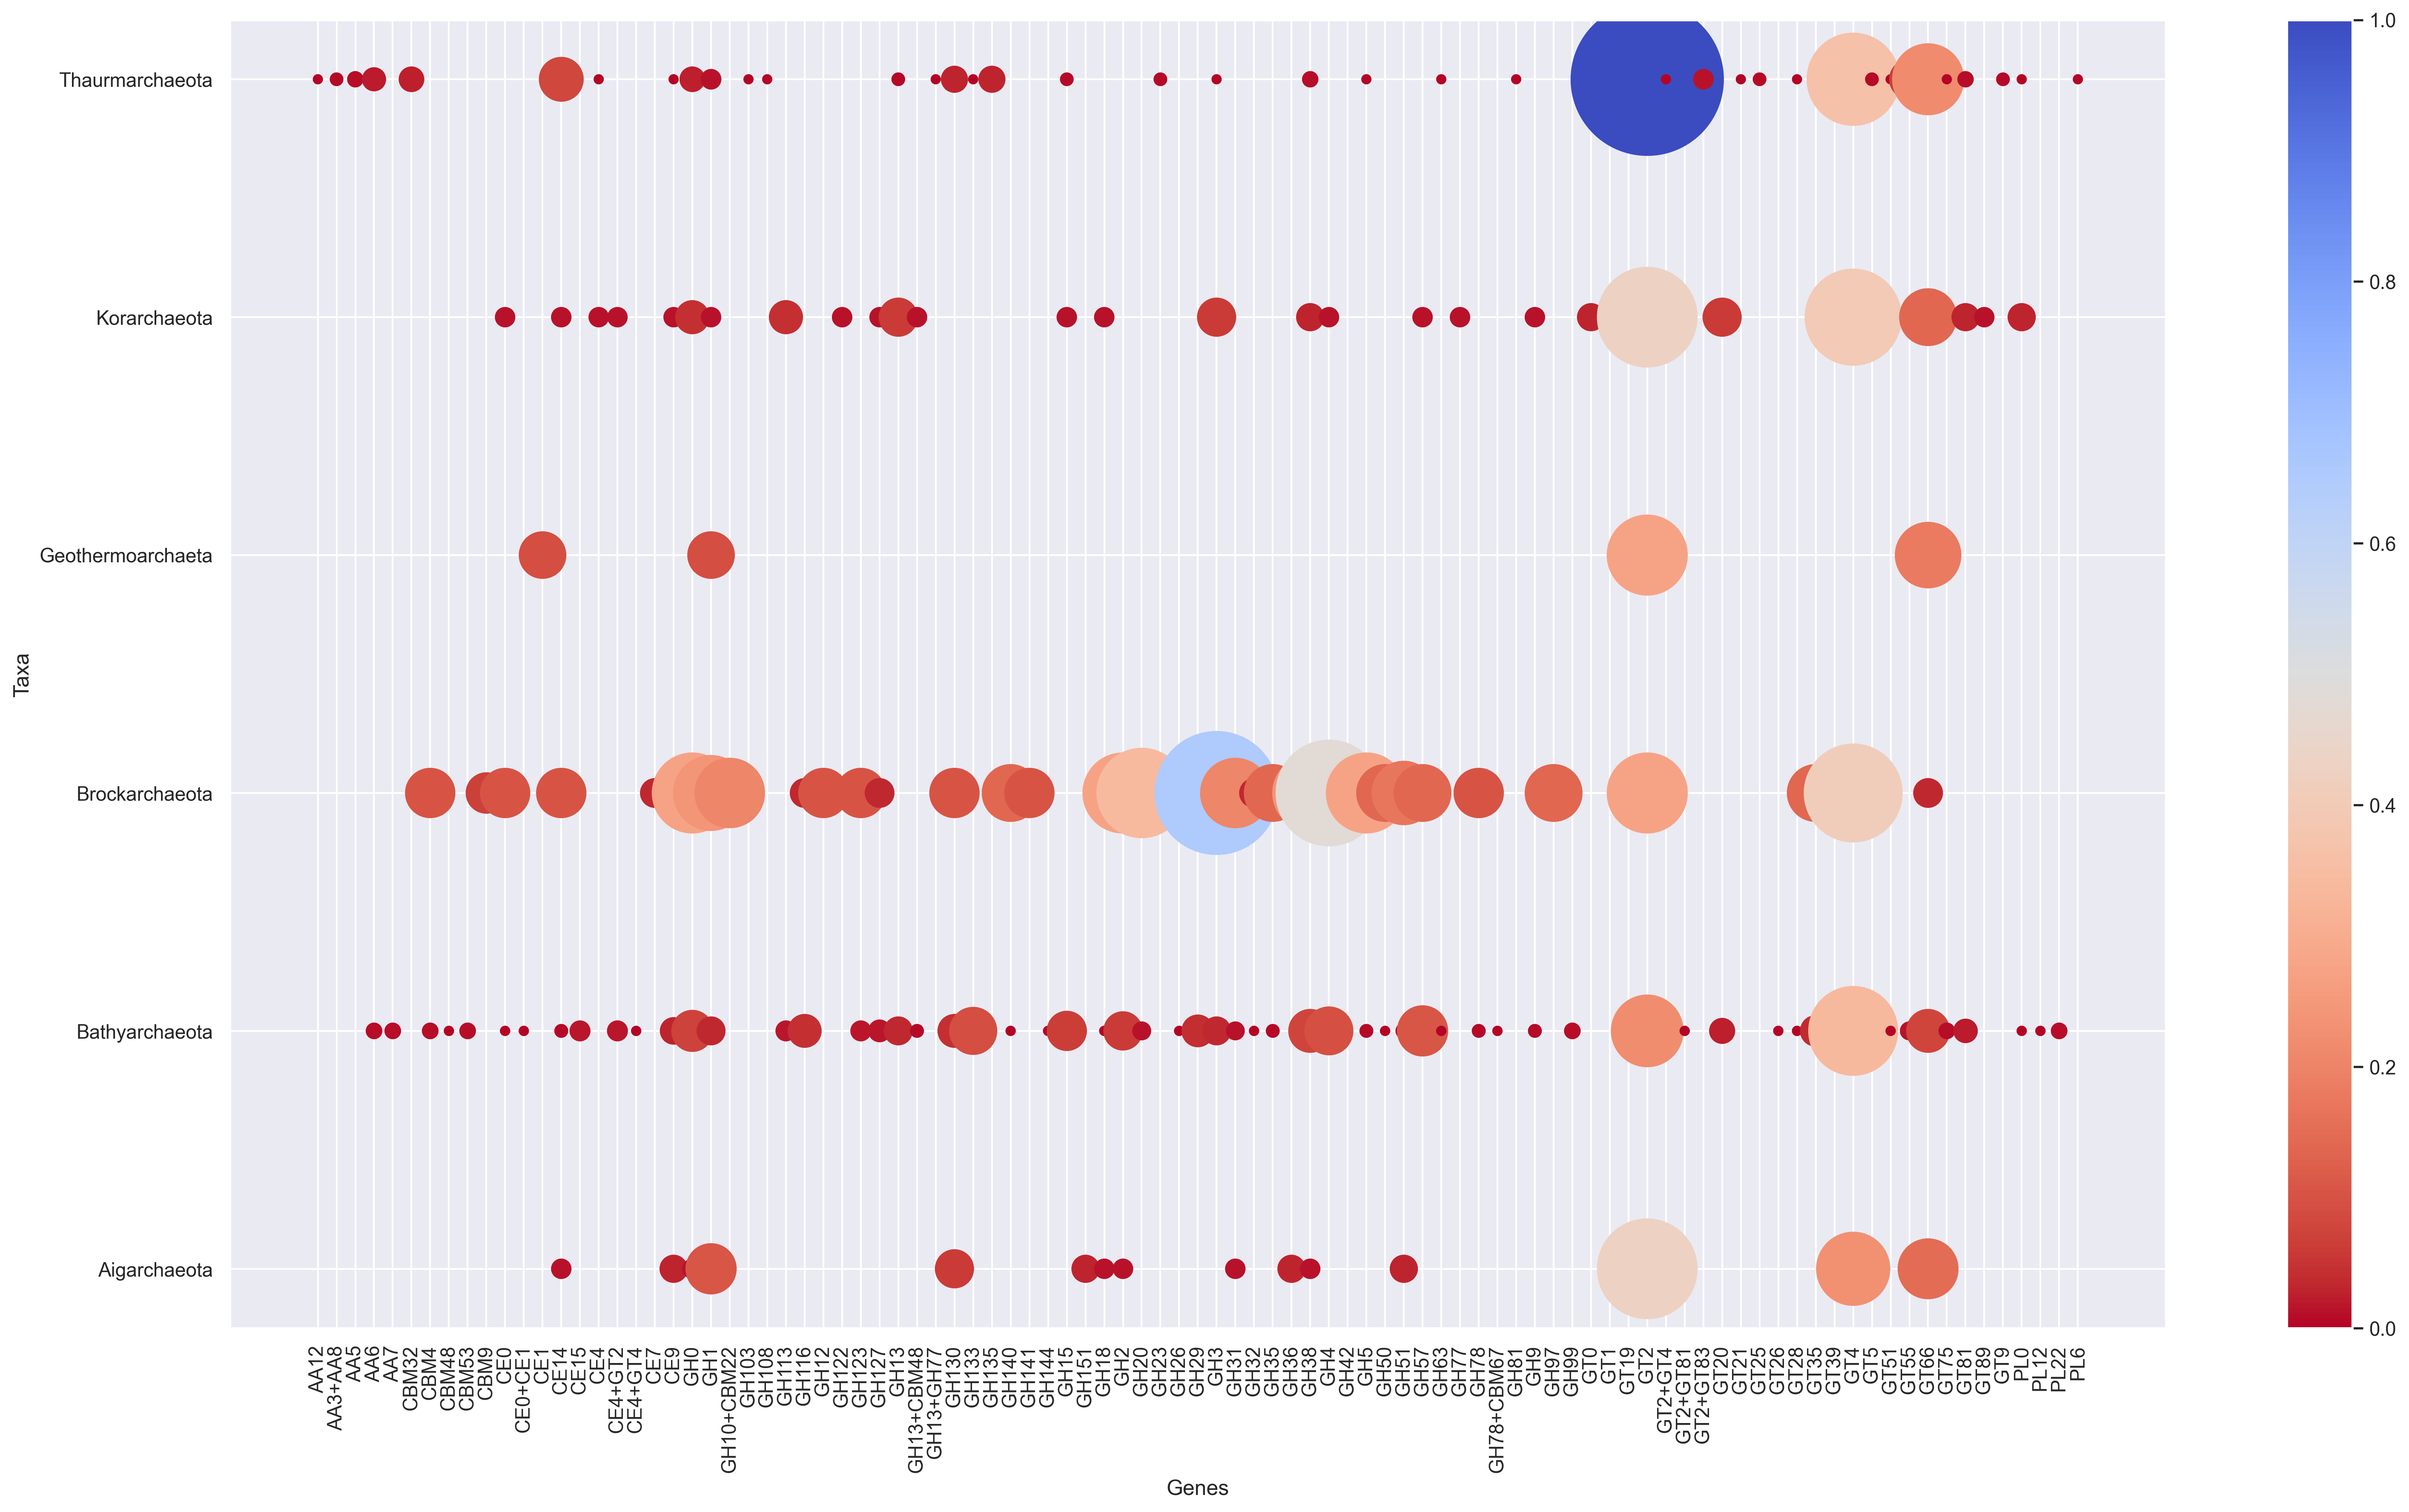 Thaurmarchaeota
Korarchaeota
Geothermoarchaeta
Brockarchaeota
Bathyarchaeota
Aigarchaeota
Taxa
AA12
AA3+AA8
AA5
AA6
AA7
CBM32
CBM4
CBM48
CBM53
CBM9
CE0
CE0+CE1
CE1
CE14
CE15
CE4
CE4+GT2
CE4+GT4
CE7
CE9
GH0
GH1
GH10+CBM22
GH103
GH108
GH113
GH116
GH12
GH122
GH123
GH127
GH13
GH13+CBM48
GH13+GH77
GH130
GH133
GH135
GH140
GH141
GH144
GH15
GH151
GH18
GH2
GH20
GH23
GH26
GH29
GH3
GH31
GH32
GH35
GH36
GH38
GH4
GH42
GH5
GH50
GH51
GH57
GH63
GH77
GH78
GH78+CBM67
GH81
GH9
GH97
GH99
GT0
GT1
GT19
GT2
GT2+GT4
GT2+GT81
GT2+GT83
GT20
GT21
GT25
GT26
GT28
GT35
GT39
GT4
GT5
GT51
GT55
GT66
GT75
GT81
GT89
GT9
PL0
PL12
PL22
PL6
Genes
1.0
0.8
0.6
0.4
0.2
0.0